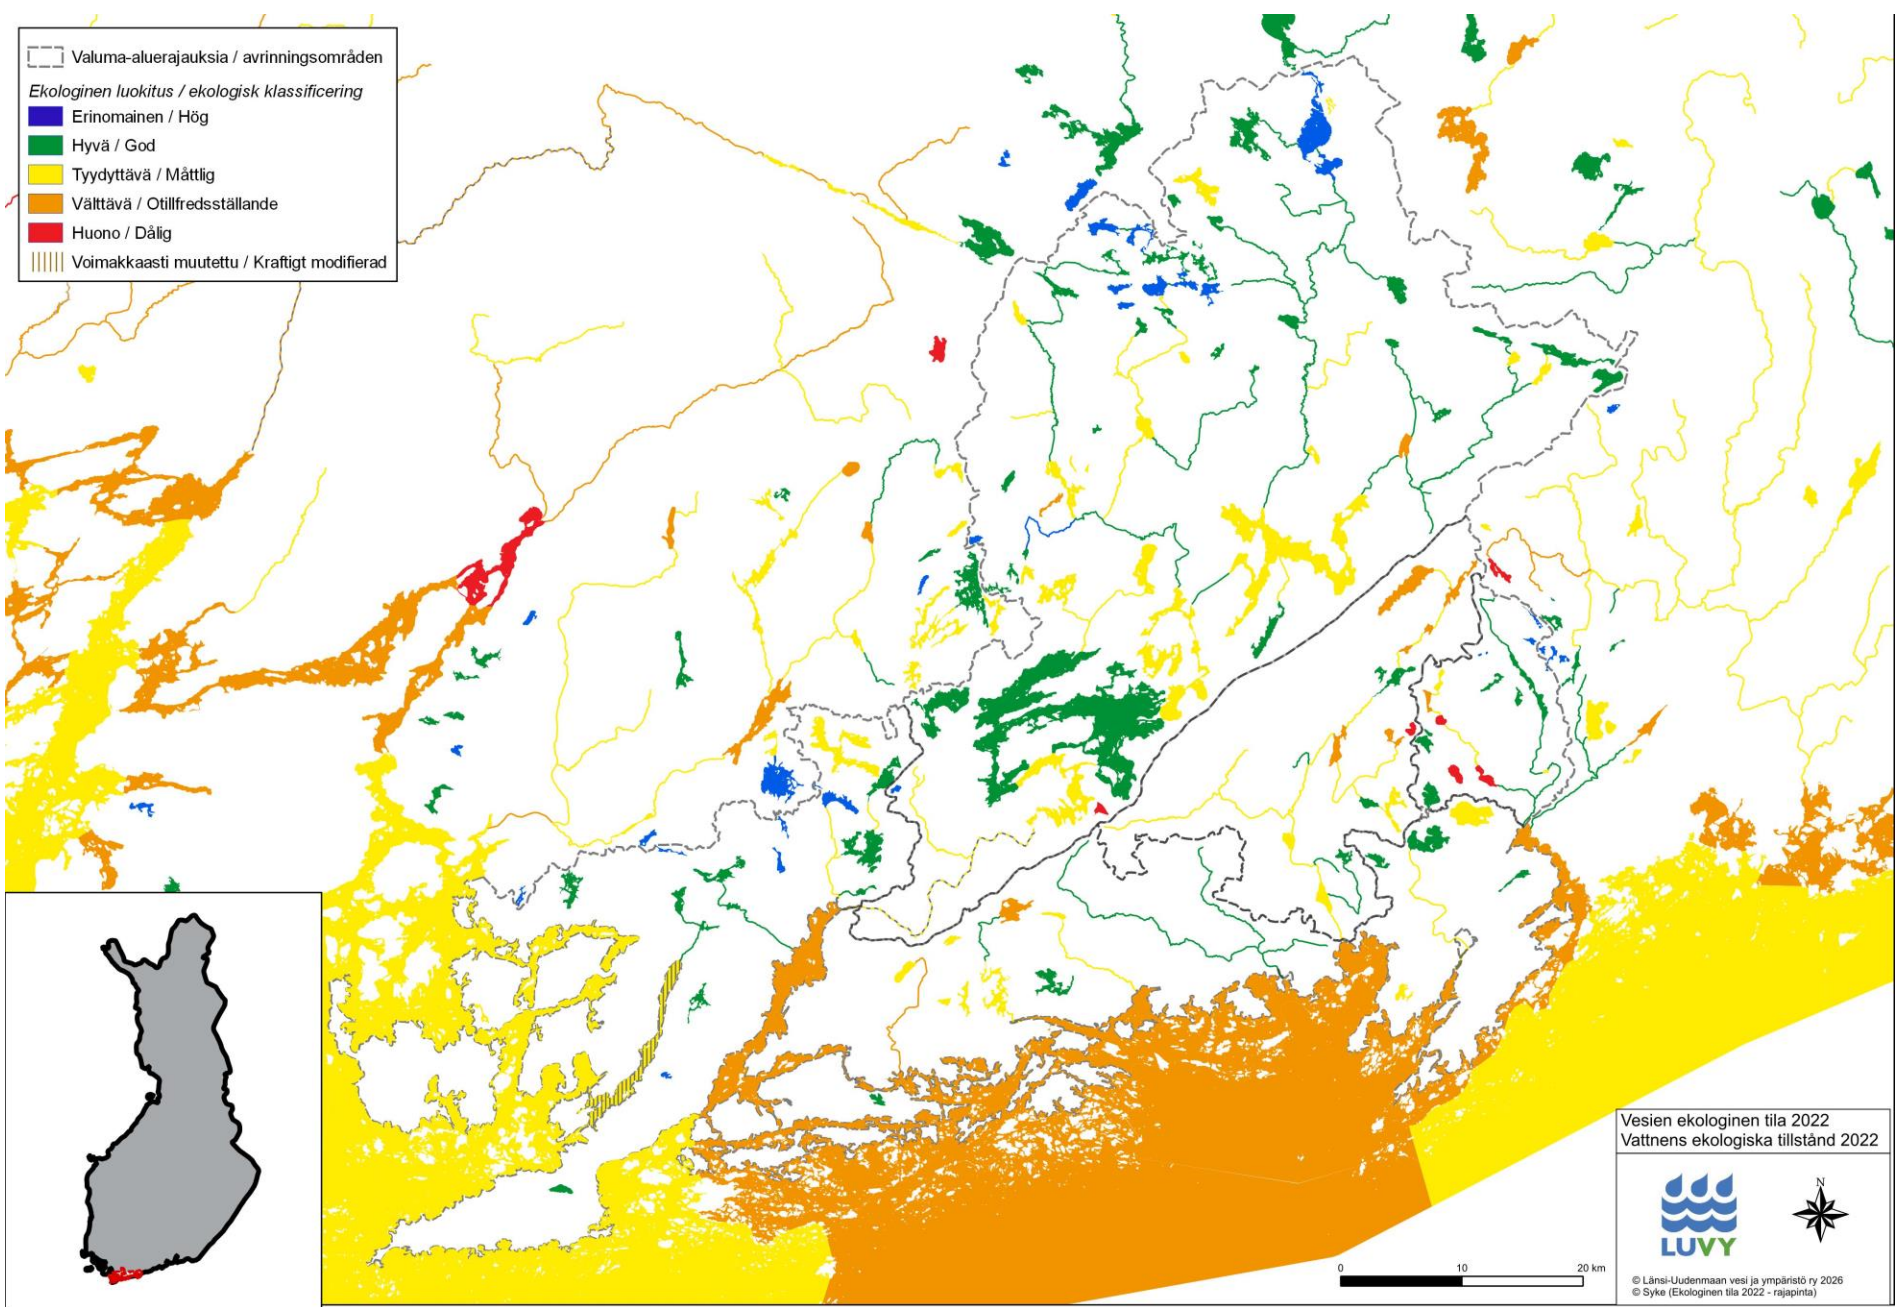 Valuma-aluerajauksia / avrinningsområden
Ekologinen luokitus / ekologisk klassificering
Erinomainen / Hög
Hyvä / God
Tyydyttävä / Måttlig
Välttävä / Otillfredsställande
Huono / Dålig
Voimakkaasti muutettu / Kraftigt modifierad
Vesien ekologinen tila 2022
Vattnens ekologiska tillstånd 2022
N
LUVY
0 10 20 km
© Länsi-Uudenmaan vesi ja ympäristö ry 2026
© Syke (Ekologinen tila 2022 - rajapinta)